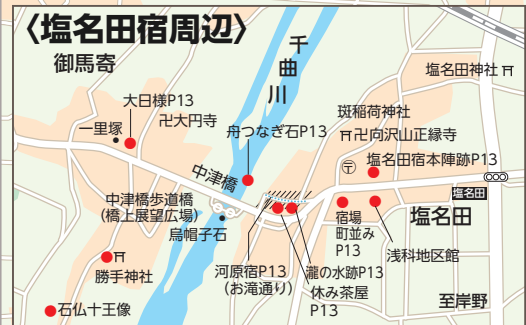 〈塩名田宿周辺〉
御馬寄
千曲川
塩名田神社
大日様P13
一里塚
卍大円寺
舟つなぎ石P13
斑稲荷神社
卍向沢山正縁寺
〒
塩名田宿本陣跡P13
中津橋
中津橋歩道橋
(橋上展望広場)
烏帽子石
塩名田
塩名田
宿場
町並み
P13
浅科地区館
勝手神社
河原宿P13
(お滝通り)
瀧の水跡P13
休み茶屋
P13
至岸野
石仏十王像